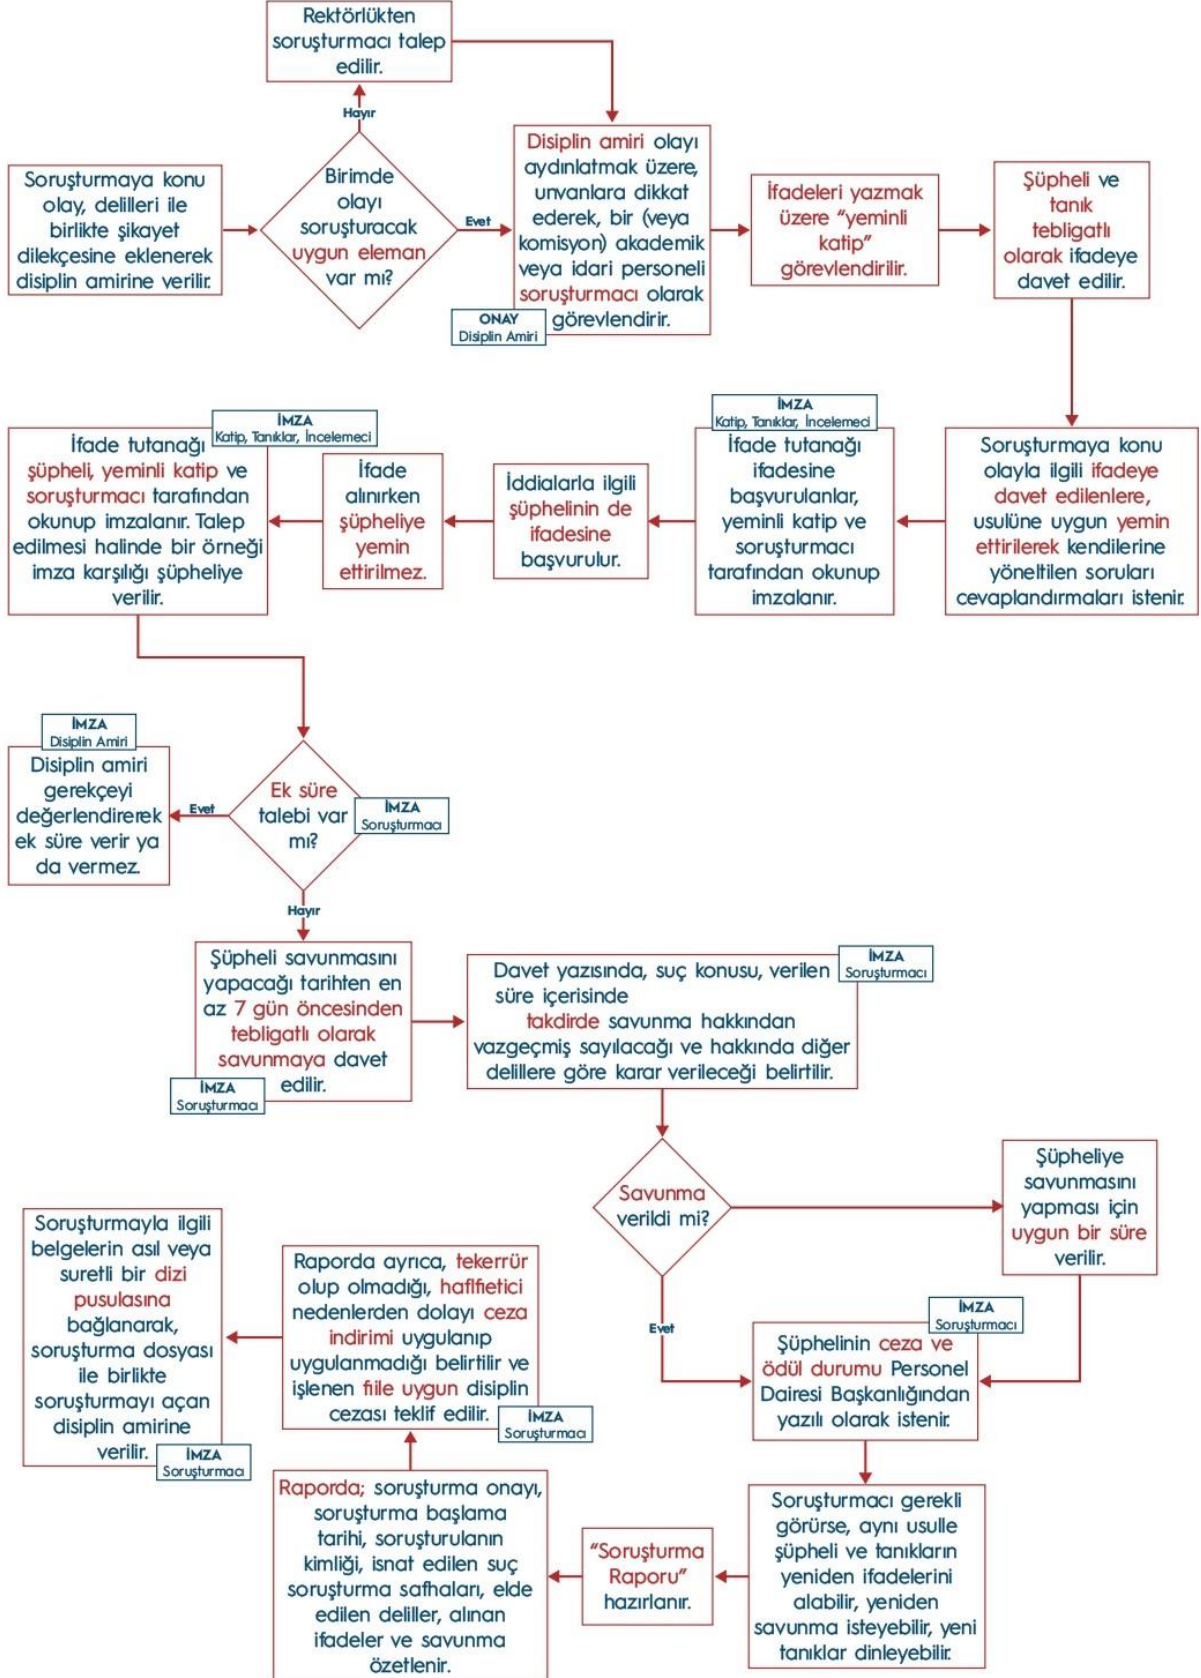 Rektörlükten
soruşturmacı talep
edilir.
Hayır
Soruşturmaya konu
olay, delilleri ile
birlikte şikayet
dilekçesine eklenerek
disiplin amirine verilir.
Birimde
olayı
soruşturacak
uygun eleman
var mı?
Evet
Disiplin amiri olayı
aydınlatmak üzere,
unvanlara dikkat
ederek, bir (veya
komisyon) akademik
veya idari personeli
soruşturmacı olarak
görevlendirir.
ONAY
Disiplin Amiri
İfadeleri yazmak
üzere “yeminli
katip”
görevlendirilir.
Şüpheli ve
tanık
tebligatlı
olarak ifadeye
davet edilir.
Soruşturmaya konu
olayla ilgili ifadeye
davet edilenlere,
usulüne uygun yemin
ettirilerek kendilerine
yöneltilen soruları
cevaplandırmaları istenir.
İMZA
Katip, Tanıklar, İncelemeci
İfade tutanağı
ifadesine
başvurulanlar,
yeminli katip ve
soruşturmacı
tarafından okunup
imzalanır.
İddialarla ilgili
şüphelinin de
ifadesine
başvurulur.
İfade
alınırken
şüpheliye
yemin
ettirilmez.
İMZA
Katip, Tanıklar, İncelemeci
İfade tutanağı
şüpheli, yeminli katip ve
soruşturmacı tarafından
okunup imzalanır. Talep
edilmesi halinde bir örneği
imza karşılığı şüpheliye
verilir.
Ek süre
talebi var
mı?
İMZA
Soruşturmacı
Evet
İMZA
Disiplin Amiri
Disiplin amiri
gerekçeyi
değerlendirerek
ek süre verir ya
da vermez.
Hayır
Şüpheli savunmasını
yapacağı tarihten en
az 7 gün öncesinden
tebligatlı olarak
savunmaya davet
edilir.
İMZA
Soruşturmacı
İMZA
Soruşturmacı
Davet yazısında, suç konusu, verilen
süre içerisinde
takdirde savunma hakkından
vazgeçmiş sayılacağı ve hakkında diğer
delillere göre karar verileceği belirtilir.
Savunma
verildi mi?
Şüpheliye
savunmasını
yapması için
uygun bir süre
verilir.
Evet
İMZA
Soruşturmacı
Şüphelinin ceza ve
ödül durumu Personel
Dairesi Başkanlığından
yazılı olarak istenir.
Soruşturmacı gerekli
görürse, aynı usulle
şüpheli ve tanıkların
yeniden ifadelerini
alabilir, yeniden
savunma isteyebilir, yeni
tanıklar dinleyebilir.
“Soruşturma
Raporu”
hazırlanır.
Raporda; soruşturma onayı,
soruşturma başlama
tarihi, soruşturulanın
kimliği, isnat edilen suç
soruşturma safhaları, elde
edilen deliller, alınan
ifadeler ve savunma
özetlenir.
Raporda ayrıca, tekerrür
olup olmadığı, haflfietici
nedenlerden dolayı ceza
indirimi uygulanıp
uygulanmadığı belirtilir ve
işlenen fiile uygun disiplin
cezası teklif edilir.
İMZA
Soruşturmacı
Soruşturmayla ilgili
belgelerin asıl veya
suretli bir dizi
pusulasına
bağlanarak,
soruşturma dosyası
ile birlikte
soruşturmayı açan
disiplin amirine
verilir.
İMZA
Soruşturmacı